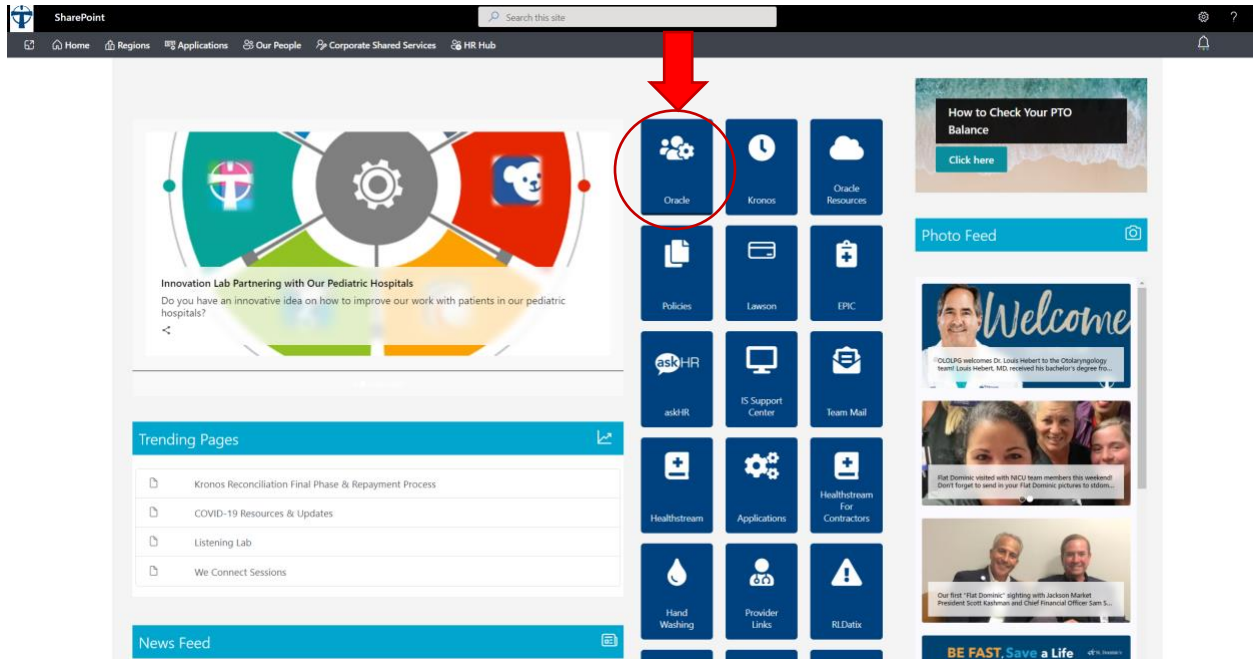 SharePoint
Search this site
?
Home
Regions
Applications
Our People
Corporate Shared Services
HR Hub
Innovation Lab Partnering with Our Pediatric Hospitals
Do you have an innovative idea on how to improve our work with patients in our pediatric
hospitals?
Trending Pages
Kronos Reconciliation Final Phase & Repayment Process
COVID-19 Resources & Updates
Listening Lab
We Connect Sessions
News Feed
Oracle
Kronos
Oracle
Resources
Policies
Lawson
EPIC
askHR
askHR
IS Support
Center
Team Mail
Healthstream
Applications
Healthstream
For
Contractors
Hand
Washing
Provider
Links
RLDatix
How to Check Your PTO
Balance
Click here
Photo Feed
Welcome
OLOLPG welcomes Dr. Louis Hebert to the Otolaryngology
team! Louis Hebert, MD, received his bachelor's degree fro...
Flat Dominic visited with NICU team members this weekend!
Don't forget to send in your Flat Dominic pictures to stdom...
Our first "Flat Dominic" sighting with Jackson Market
President Scott Kashman and Chief Financial Officer Sam S...
BE FAST, Save a Life